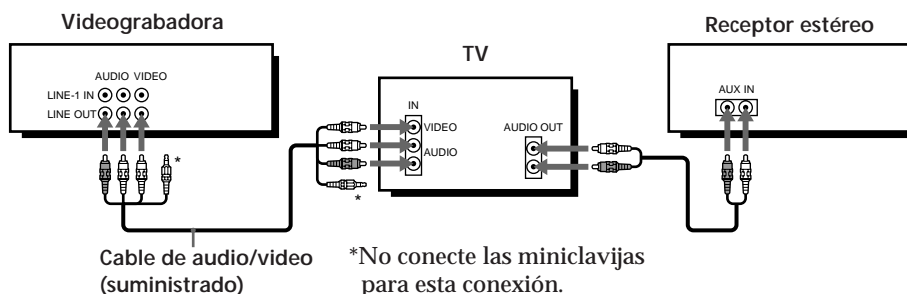 Videograbadora
AUDIO VIDEO
LINE-1 IN
LINE OUT
*
Cable de audio/video
(suministrado)
TV
IN
VIDEO
AUDIO
AUDIO OUT
*
*No conecte las miniclavijas
para esta conexión.
Receptor estéreo
AUX IN